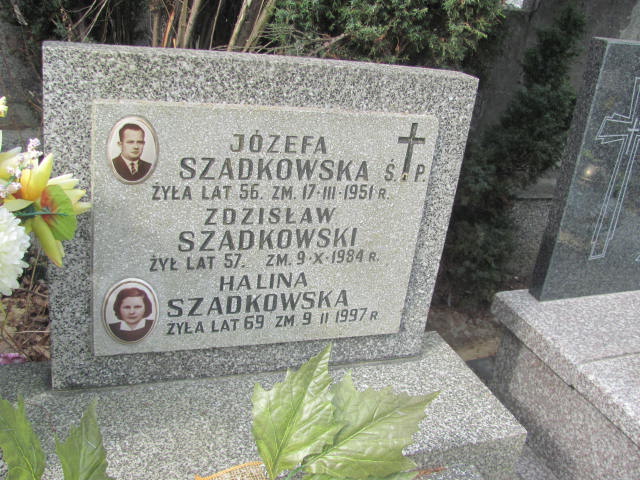 JÓZEFA
SZADKOWSKA Ś.P.
ŻYŁA LAT 56. ZM. 17-III-1951 R.
ZDZISŁAW
SZADKOWSKI
ŻYŁ LAT 57. ZM. 9-X-1984 R.
HALINA
SZADKOWSKA
ŻYŁA LAT 69 ZM 9 II 1997 R